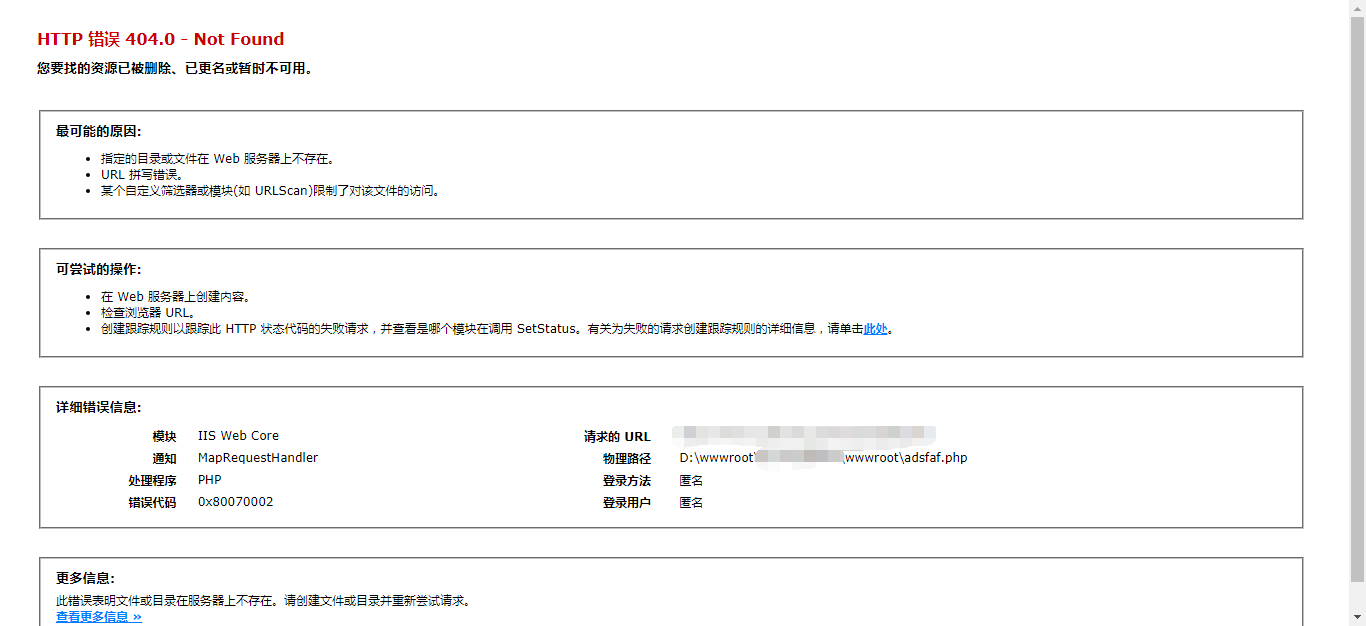 HTTP 错误 404.0 - Not Found
您要找的资源已被删除、已更名或暂时不可用。
最可能的原因:
• 指定的目录或文件在 Web 服务器上不存在。
• URL 拼写错误。
• 某个自定义筛选器或模块(如 URLScan)限制了对该文件的访问。
可尝试的操作:
• 在 Web 服务器上创建内容。
• 检查浏览器 URL。
• 创建跟踪规则以跟踪此 HTTP 状态代码的失败请求，并查看是哪个模块在调用 SetStatus。有关为失败的请求创建跟踪规则的详细信息，请单击此处。
详细错误信息:
模块 IIS Web Core 请求的 URL
通知 MapRequestHandler 物理路径 D:\wwwroot\ \wwwroot\adsfaf.php
处理程序 PHP 登录方法 匿名
错误代码 0x80070002 登录用户 匿名
更多信息:
此错误表明文件或目录在服务器上不存在。请创建文件或目录并重新尝试请求。
查看更多信息 »